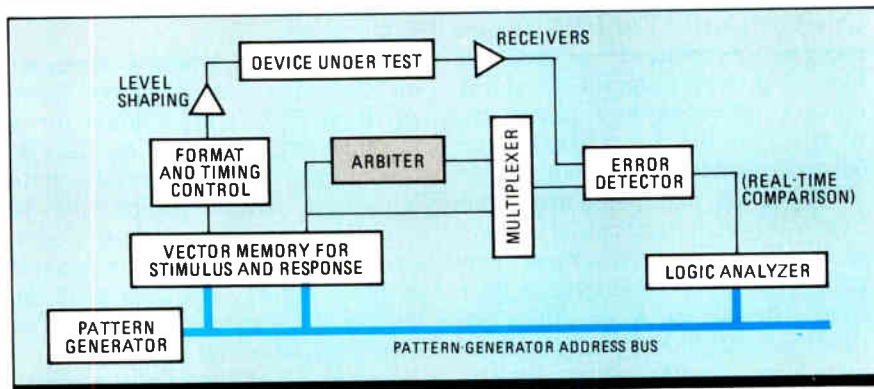 RECEIVERS
DEVICE UNDER TEST
LEVEL
SHAPING
FORMAT
AND TIMING
CONTROL
ARBITER
MULTIPLEXER
ERROR
DETECTOR
(REAL-TIME
COMPARISON)
VECTOR MEMORY FOR
STIMULUS AND RESPONSE
LOGIC ANALYZER
PATTERN
GENERATOR
PATTERN-GENERATOR ADDRESS BUS